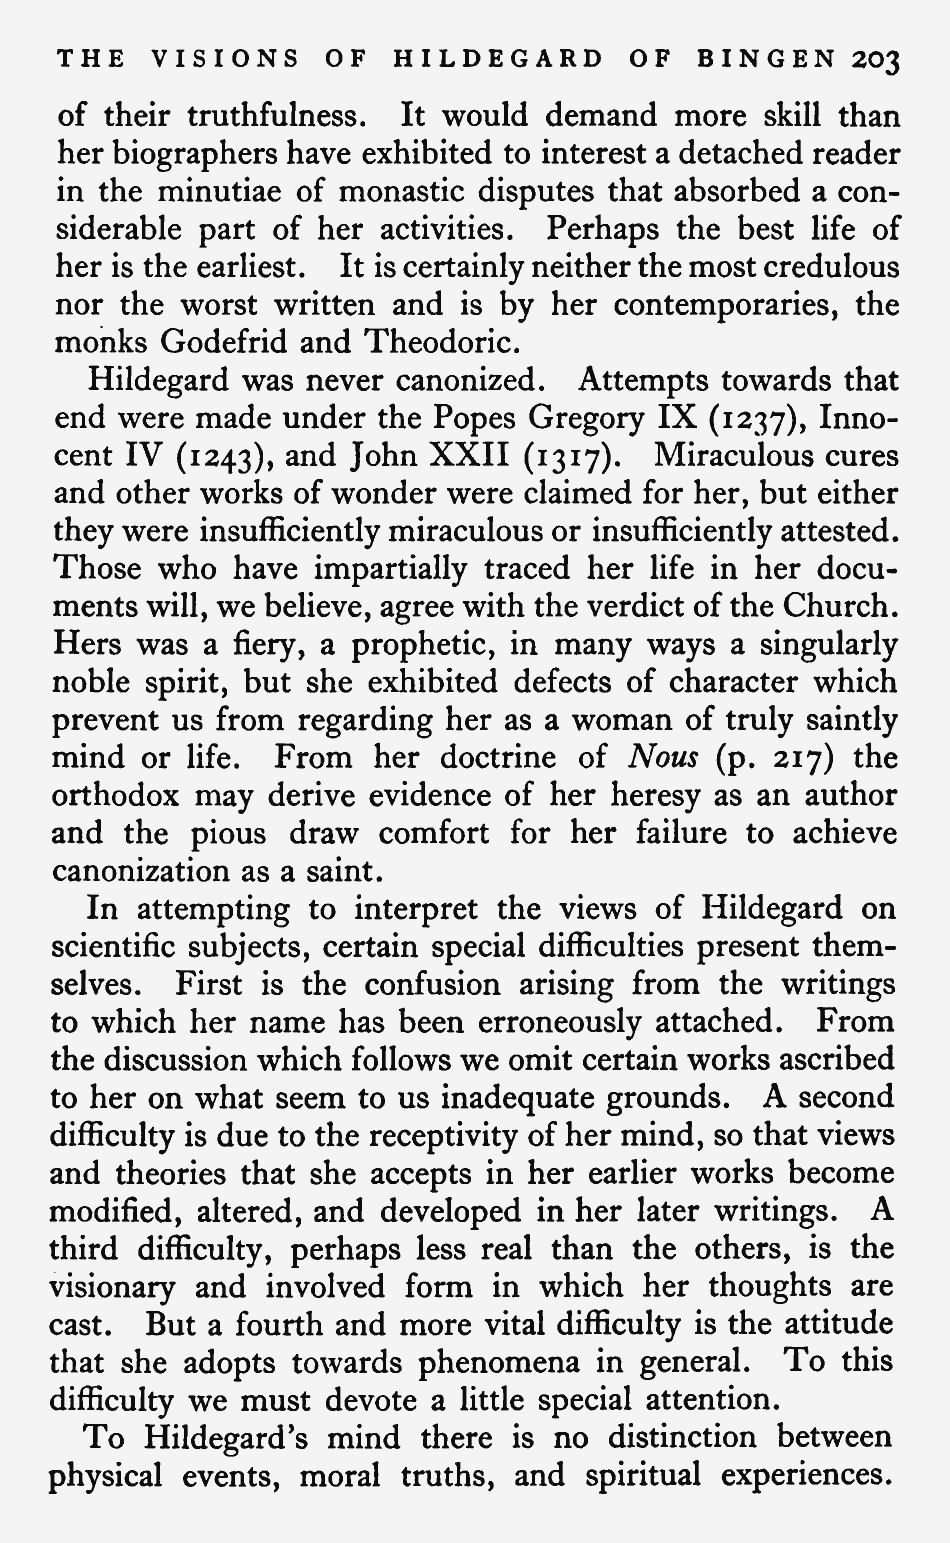 THE VISIONS OF HILDEGARD OF BINGEN 203
of their truthfulness. It would demand more skill than
her biographers have exhibited to interest a detached reader
in the minutiae of monastic disputes that absorbed a con-
siderable part of her activities. Perhaps the best life of
her is the earliest. It is certainly neither the most credulous
nor the worst written and is by her contemporaries, the
monks Godefrid and Theodoric.
Hildegard was never canonized. Attempts towards that
end were made under the Popes Gregory IX (1237), Inno-
cent IV (1243), and John XXII (1317). Miraculous cures
and other works of wonder were claimed for her, but either
they were insufficiently miraculous or insufficiently attested.
Those who have impartially traced her life in her docu-
ments will, we believe, agree with the verdict of the Church.
Hers was a fiery, a prophetic, in many ways a singularly
noble spirit, but she exhibited defects of character which
prevent us from regarding her as a woman of truly saintly
mind or life. From her doctrine of Nous (p. 217) the
orthodox may derive evidence of her heresy as an author
and the pious draw comfort for her failure to achieve
canonization as a saint.
In attempting to interpret the views of Hildegard on
scientific subjects, certain special difficulties present them-
selves. First is the confusion arising from the writings
to which her name has been erroneously attached. From
the discussion which follows we omit certain works ascribed
to her on what seem to us inadequate grounds. A second
difficulty is due to the receptivity of her mind, so that views
and theories that she accepts in her earlier works become
modified, altered, and developed in her later writings. A
third difficulty, perhaps less real than the others, is the
visionary and involved form in which her thoughts are
cast. But a fourth and more vital difficulty is the attitude
that she adopts towards phenomena in general. To this
difficulty we must devote a little special attention.
To Hildegard's mind there is no distinction between
physical events, moral truths, and spiritual experiences.